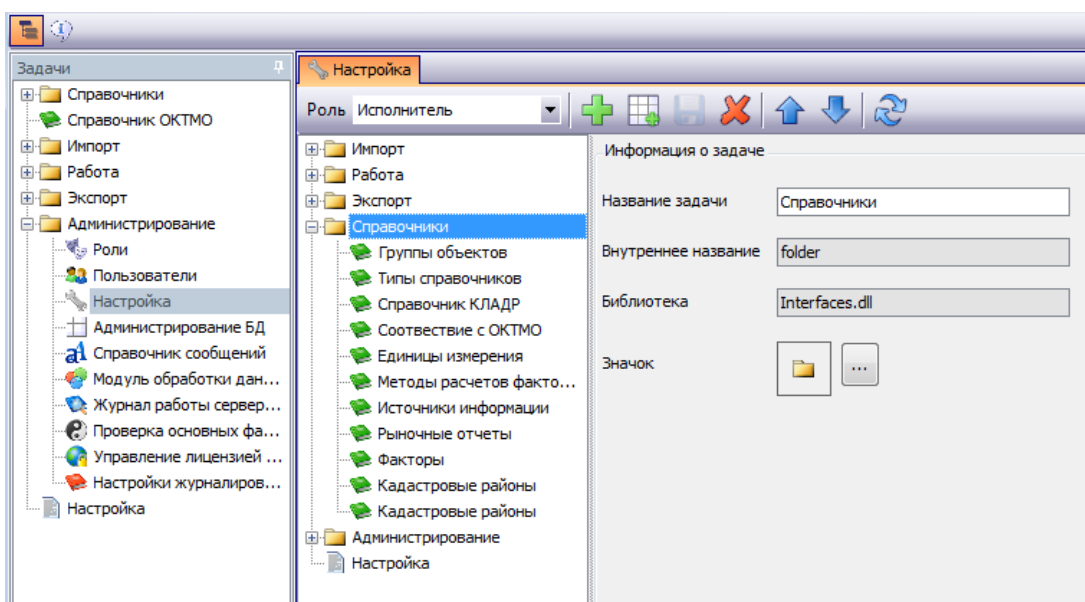 Задачи
Справочники
Справочник ОКТМО
Импорт
Работа
Экспорт
Администрирование
Роли
Пользователи
Настройка
Администрирование БД
Справочник сообщений
Модуль обработки дан...
Журнал работы сервер...
Проверка основных фа...
Управление лицензией ...
Настройки журналиров...
Настройка
Настройка
Роль Исполнитель
Импорт
Работа
Экспорт
Справочники
Группы объектов
Типы справочников
Справочник КЛАДР
Соотвествие с ОКТМО
Единицы измерения
Методы расчетов факто...
Источники информации
Рыночные отчеты
Факторы
Кадастровые районы
Кадастровые районы
Администрирование
Настройка
Информация о задаче
Название задачи Справочники
Внутреннее название folder
Библиотека Interfaces.dll
Значок ...